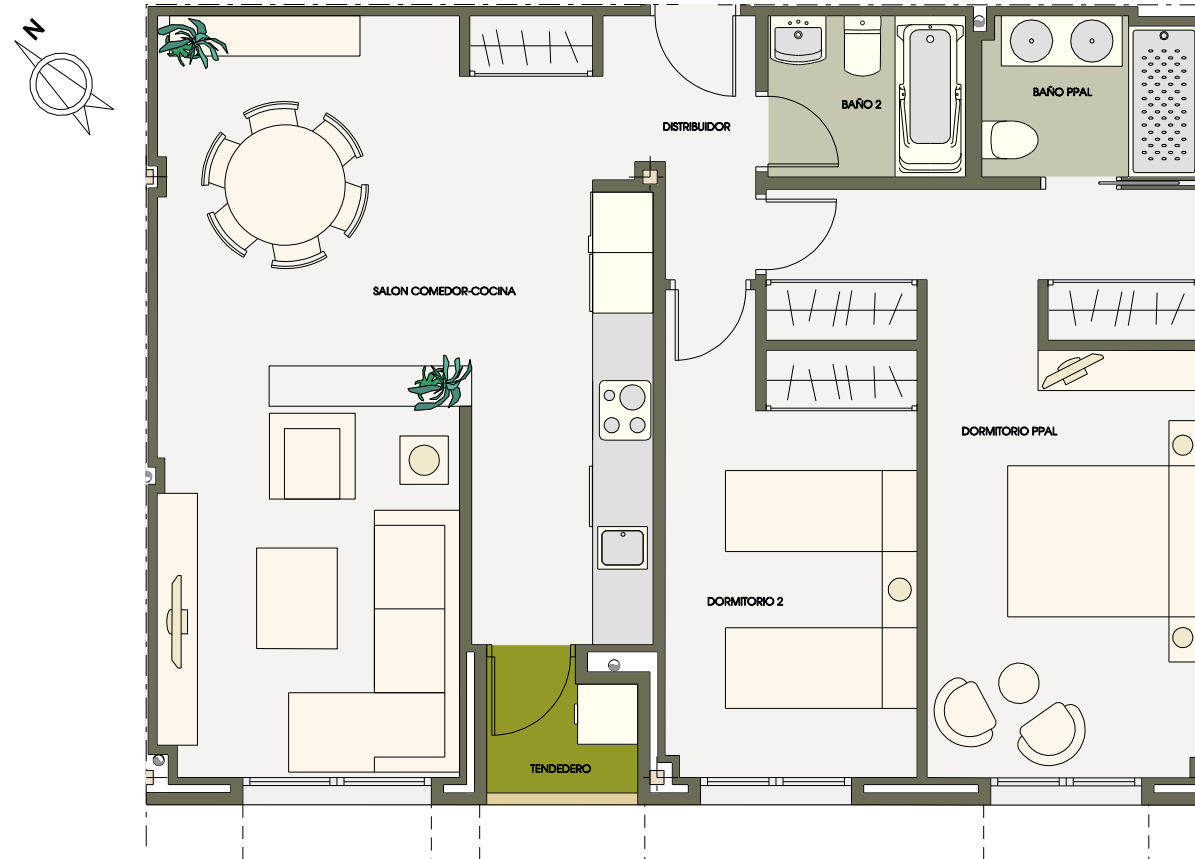 N
BAÑO PPAL
BAÑO 2
DISTRIBUIDOR
SALON COMEDOR-COCINA
DORMITORIO PPAL
DORMITORIO 2
TENDEDERO